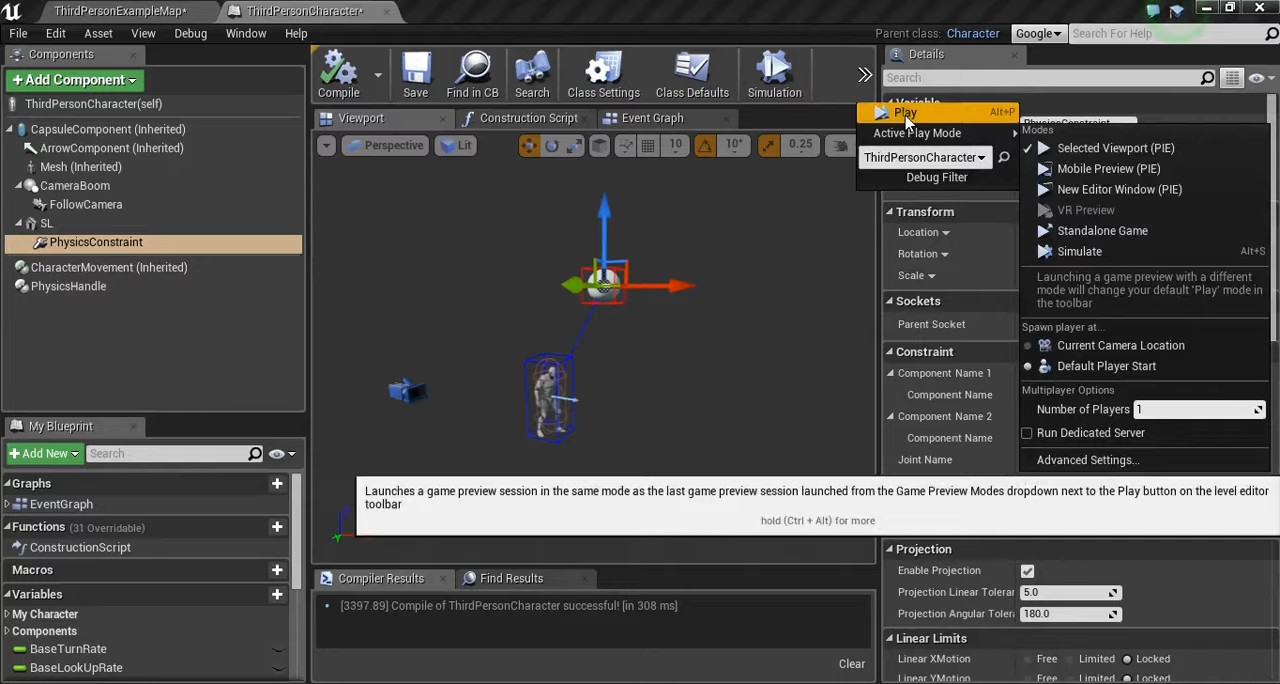 ThirdPersonExampleMap*
ThirdPersonCharacter*
File Edit Asset View Debug Window Help
Parent class: Character
Google
Search For Help
Components
+Add Component
ThirdPersonCharacter(self)
CapsuleComponent (Inherited)
ArrowComponent (Inherited)
Mesh (Inherited)
CameraBoom
FollowCamera
SL
PhysicsConstraint
CharacterMovement (Inherited)
PhysicsHandle
Compile
Save
Find in CB
Search
Class Settings
Class Defaults
Simulation
Viewport
Construction Script
Event Graph
Perspective
Lit
10
10°
0.25
Play Alt+P
Active Play Mode
ThirdPersonCharacter
Debug Filter
Details
Search
Variable
Modes
Selected Viewport (PIE)
Mobile Preview (PIE)
New Editor Window (PIE)
VR Preview
Standalone Game
Simulate Alt+S
Launching a game preview with a different
mode will change your default 'Play' mode in
the toolbar
Spawn player at...
Current Camera Location
Default Player Start
Multiplayer Options
Number of Players 1
Run Dedicated Server
Advanced Settings...
Transform
Location
Rotation
Scale
Sockets
Parent Socket
Constraint
Component Name 1
Component Name
Component Name 2
Component Name
Joint Name
Launches a game preview session in the same mode as the last game preview session launched from the Game Preview Modes dropdown next to the Play button on the level editor
toolbar
hold (Ctrl + Alt) for more
My Blueprint
+Add New
Search
Graphs
EventGraph
Functions (31 Overridable)
ConstructionScript
Macros
Variables
My Character
Components
BaseTurnRate
BaseLookUpRate
Compiler Results
Find Results
[3397.89] Compile of ThirdPersonCharacter successful! [in 308 ms]
Clear
Projection
Enable Projection
Projection Linear Toleran 5.0
Projection Angular Toler 180.0
Linear Limits
Linear XMotion Free Limited Locked
Linear YMotion Free Limited Locked